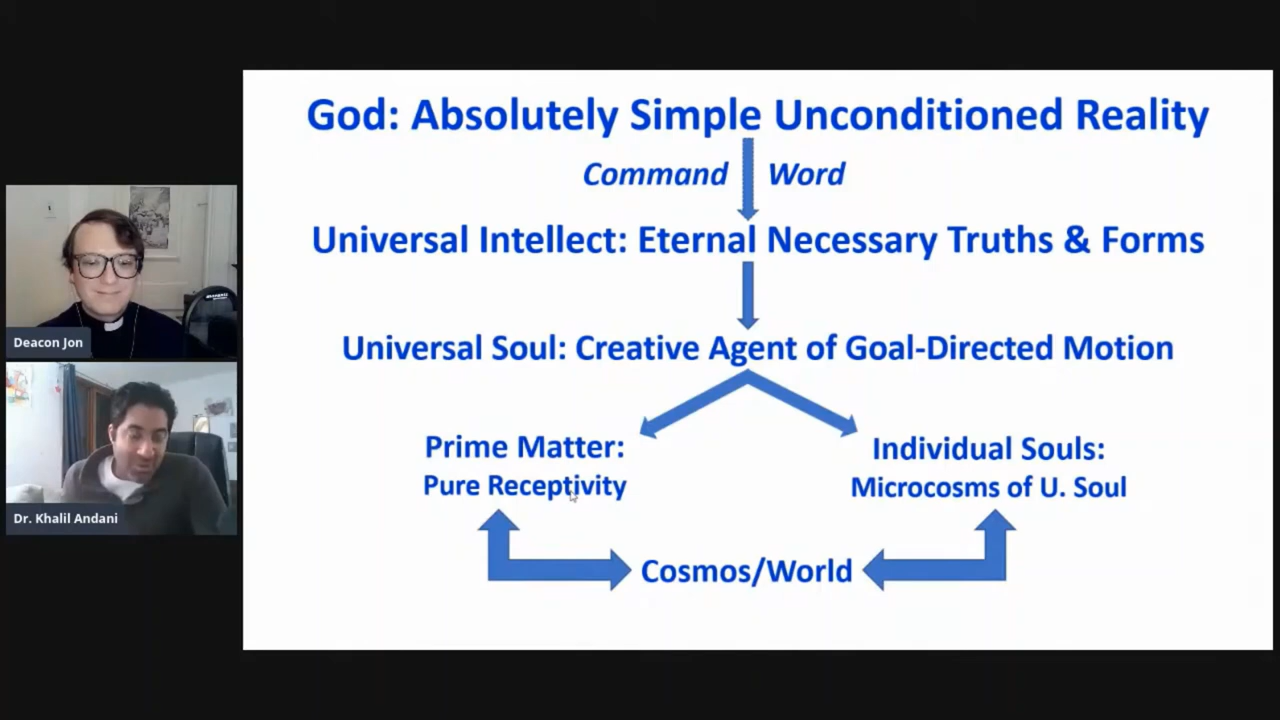 God: Absolutely Simple Unconditioned Reality
Command Word
Universal Intellect: Eternal Necessary Truths & Forms
Universal Soul: Creative Agent of Goal-Directed Motion
Prime Matter:
Pure Receptivity
Individual Souls:
Microcosms of U. Soul
Cosmos/World
Deacon Jon
Dr. Khalil Andani